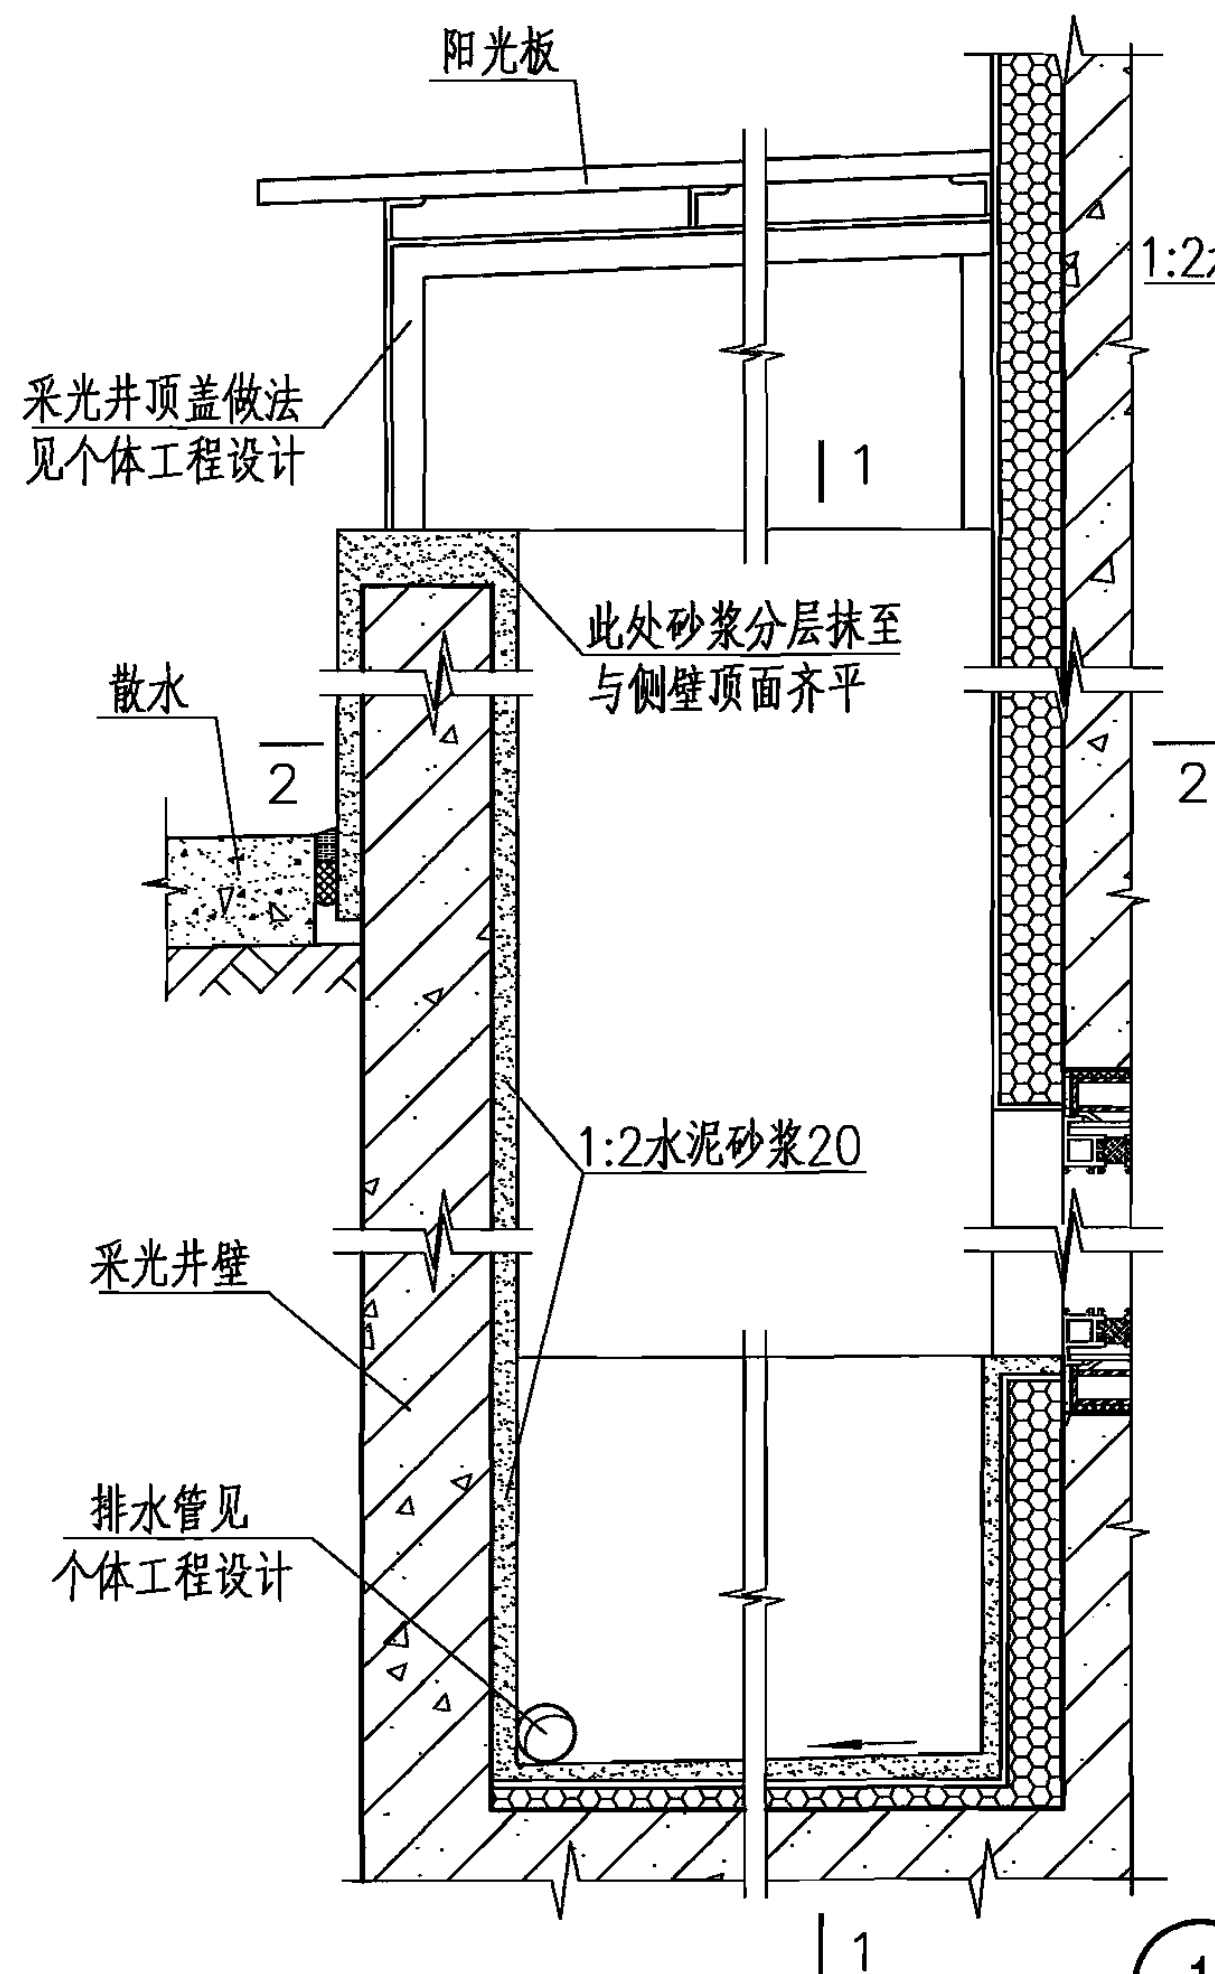 阳光板
1:2
采光井顶盖做法
见个体工程设计
1
此处砂浆分层抹至
与侧壁顶面齐平
散水
2
2
1:2水泥砂浆20
采光井壁
排水管见
个体工程设计
1
1